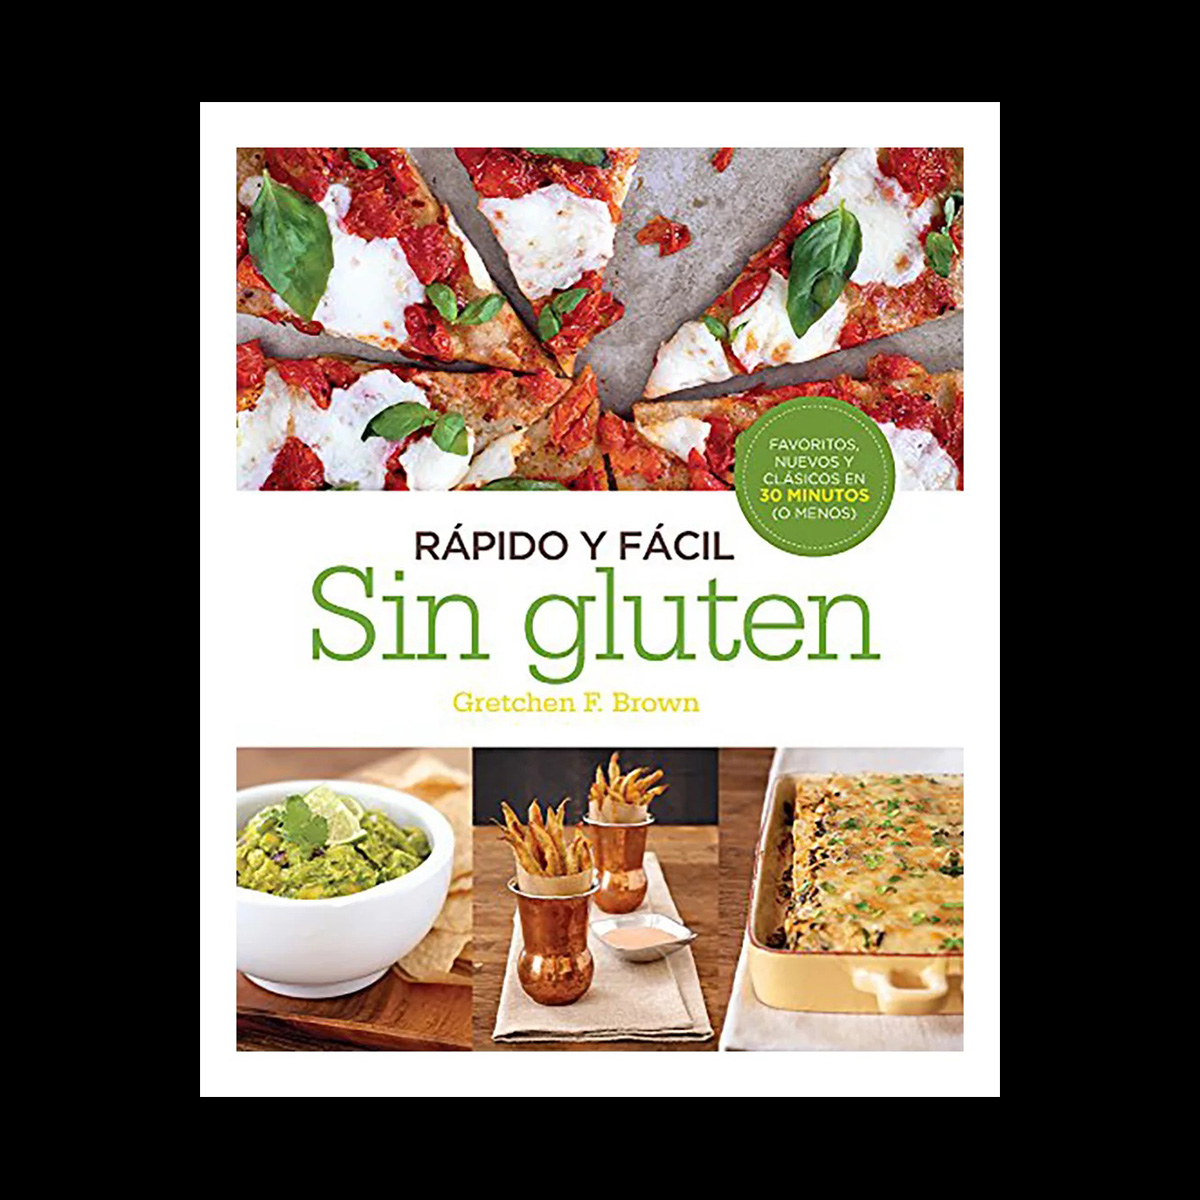 FAVORITOS,
NUEVOS Y
CLÁSICOS EN
30 MINUTOS
(O MENOS)
RÁPIDO Y FÁCIL
Sin gluten
Gretchen F. Brown